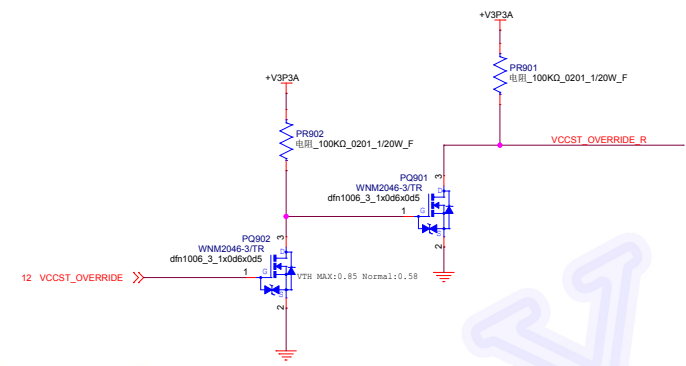 +V3P3A
PR901
电阻_100KΩ_0201_1/20W_F
+V3P3A
PR902
电阻_100KΩ_0201_1/20W_F
VCCST_OVERRIDE_R
PQ901
WNM2046-3/TR
dfn1006_3_1x0d6x0d5
3
D
1
G
S
2
PQ902
WNM2046-3/TR
dfn1006_3_1x0d6x0d5
3
D
1
G
S
2
VTH MAX:0.85 Normal:0.58
12 VCCST_OVERRIDE